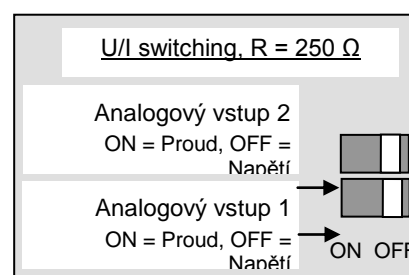 U/I switching, R = 250 Ω
Analogový vstup 2
ON = Proud, OFF =
Napětí
Analogový vstup 1
ON = Proud, OFF =
Napětí
ON OFF